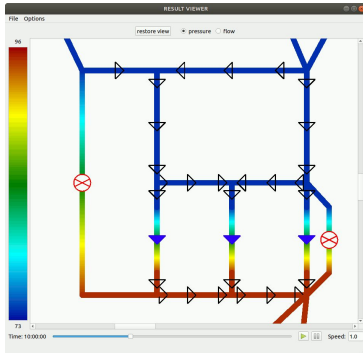 RESULT VIEWER
File Options
restore view pressure flow
96
73
Time: 10:00:00 Speed: 1.0